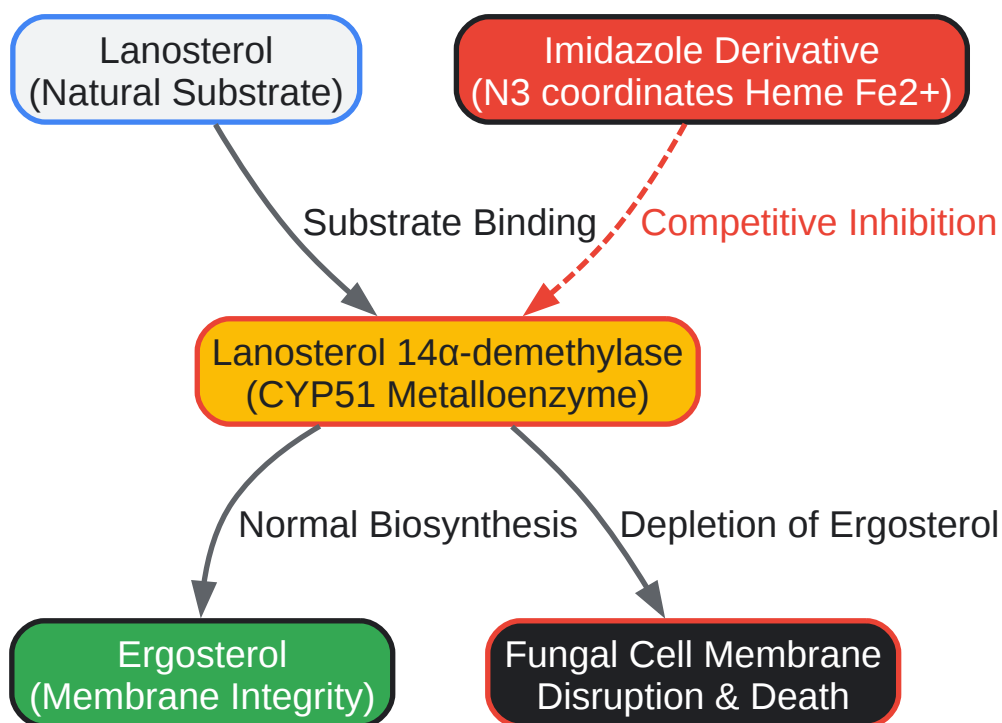 Lanosterol
(Natural Substrate)
Imidazole Derivative
(N3 coordinates Heme Fe2+)
Substrate Binding
Competitive Inhibition
Lanosterol 14α-demethylase
(CYP51 Metalloenzyme)
Normal Biosynthesis
Depletion of Ergosterol
Ergosterol
(Membrane Integrity)
Fungal Cell Membrane
Disruption & Death